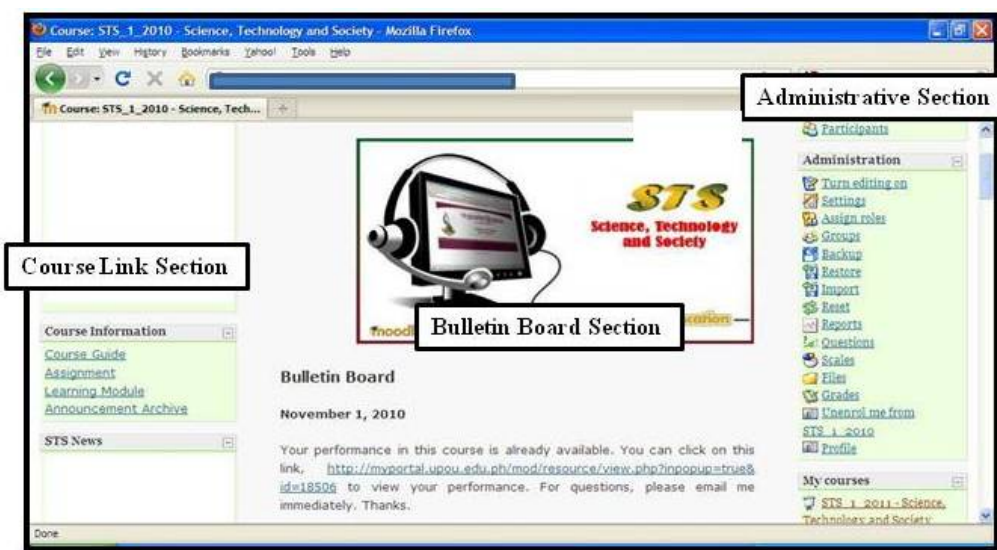 Course: STS_1_2010 - Science, Technology and Society - Mozilla Firefox
File Edit View History Bookmarks Yahoo! Tools Help
Course: STS_1_2010 - Science, Tech...
Administrative Section
Participants
Administration
Turn editing on
Settings
Assign roles
Groups
Backup
Restore
Import
Reset
Reports
Questions
Scales
Files
Grades
Unenrol me from
STS_1_2010
Profile
My courses
STS_1_2011 - Science,
Technology and Society
STS
Science, Technology
and Society
Course Link Section
Bulletin Board Section
Course Information
Course Guide
Assignment
Learning Module
Announcement Archive
STS News
Bulletin Board
November 1, 2010
Your performance in this course is already available. You can click on this
link, http://myportal.upou.edu.ph/mod/resource/view.php?inpopup=true&
id=18506 to view your performance. For questions, please email me
immediately. Thanks.
Done